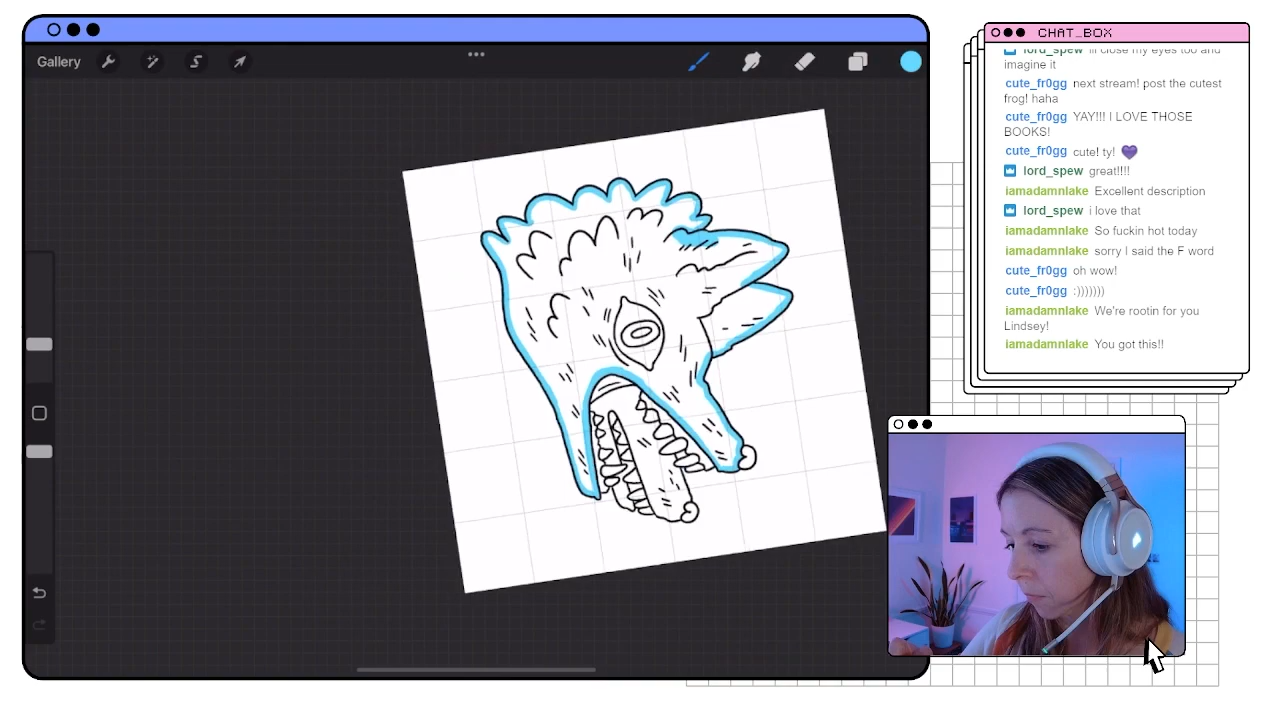 CHAT_BOX
Gallery
lord_spew ill close my eyes too and
imagine it
cute_fr0gg next stream! post the cutest
frog! haha
cute_fr0gg YAY!!! I LOVE THOSE
BOOKS!
cute_fr0gg cute! ty!
lord_spew great!!!!
iamadamnlake Excellent description
lord_spew i love that
iamadamnlake So fuckin hot today
iamadamnlake sorry I said the F word
cute_fr0gg oh wow!
cute_fr0gg :)))))))
iamadamnlake We're rootin for you
Lindsey!
iamadamnlake You got this!!